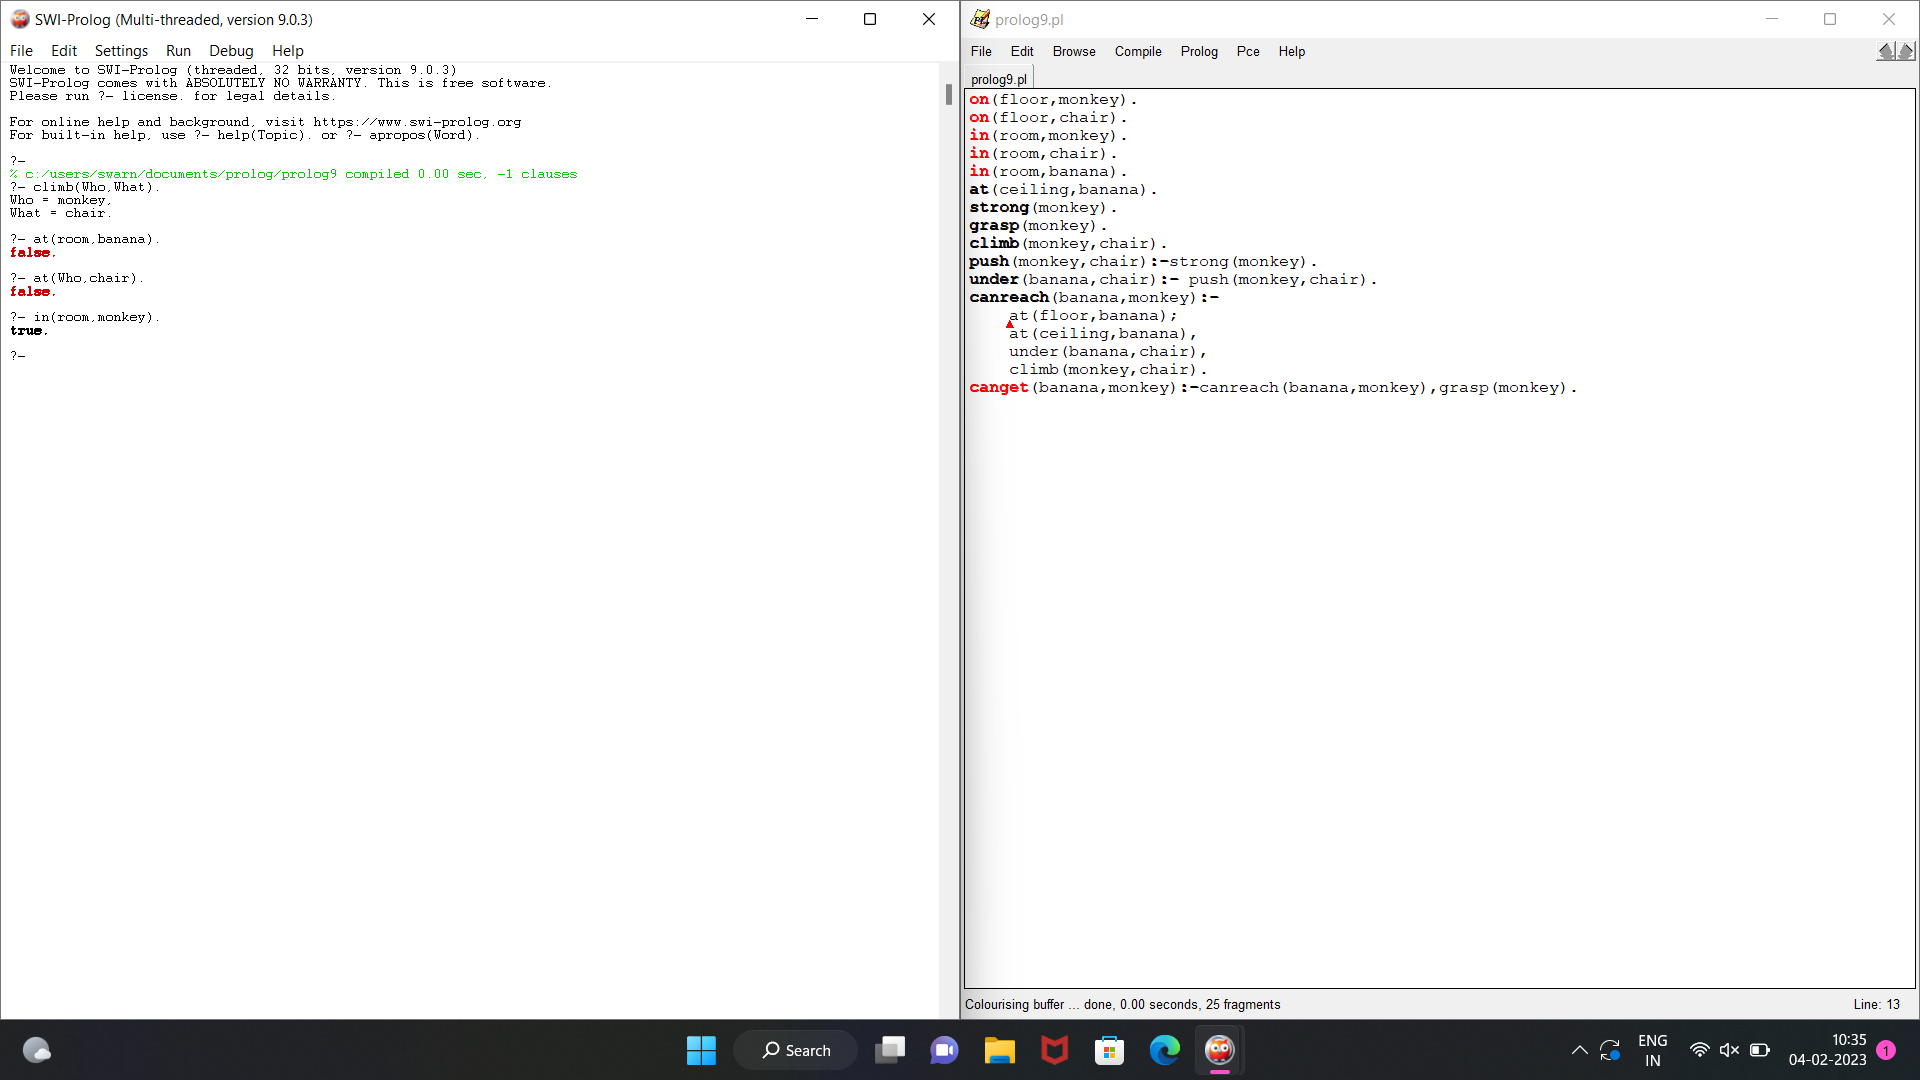 SWI-Prolog (Multi-threaded, version 9.0.3)
File Edit Settings Run Debug Help
Welcome to SWI-Prolog (threaded, 32 bits, version 9.0.3)
SWI-Prolog comes with ABSOLUTELY NO WARRANTY. This is free software.
Please run ?- license. for legal details.
For online help and background, visit https://www.swi-prolog.org
For built-in help, use ?- help(Topic). or ?- apropos(Word).
?-
% c:/users/swarn/documents/prolog/prolog9 compiled 0.00 sec, -1 clauses
?- climb(Who,What).
Who = monkey,
What = chair.
?- at(room,banana).
false.
?- at(Who,chair).
false.
?- in(room,monkey).
true.
?-
prolog9.pl
File Edit Browse Compile Prolog Pce Help
prolog9.pl
on(floor,monkey).
on(floor,chair).
in(room,monkey).
in(room,chair).
in(room,banana).
at(ceiling,banana).
strong(monkey).
grasp(monkey).
climb(monkey,chair).
push(monkey,chair):-strong(monkey).
under(banana,chair):- push(monkey,chair).
canreach(banana,monkey):-
at(floor,banana);
at(ceiling,banana),
under(banana,chair),
climb(monkey,chair).
canget(banana,monkey):-canreach(banana,monkey),grasp(monkey).
Colourising buffer ... done, 0.00 seconds, 25 fragments
Line: 13
Search
ENG
IN
10:35
04-02-2023
1